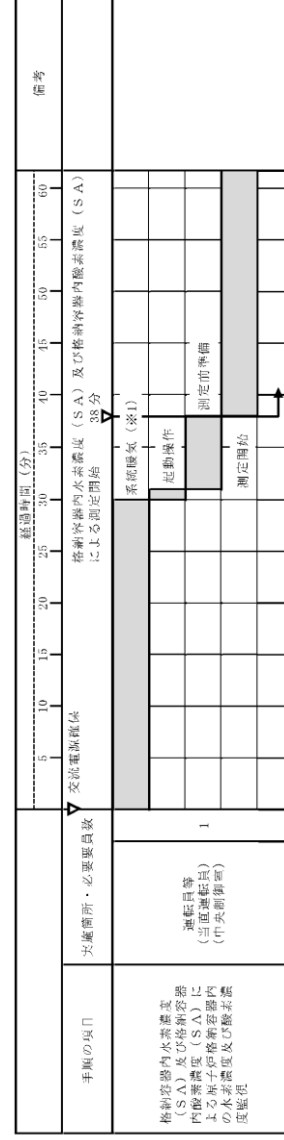 手順の項目
実施箇所・必要要員数
経過時間(分)
備考
5 10 15 20 25 30 35 40 45 50 55 60
交流電源確保
格納容器内水素濃度(SA)及び格納容器内酸素濃度(SA)
による測定開始
38分
格納容器内水素濃度
(SA)及び格納容器
内酸素濃度(SA)に
よる原子炉格納容器内
の水素濃度及び酸素濃
度監視
運転員等
(当直運転員)
(中央制御室)
1
系統暖気(※1)
起動操作
測定前準備
測定開始